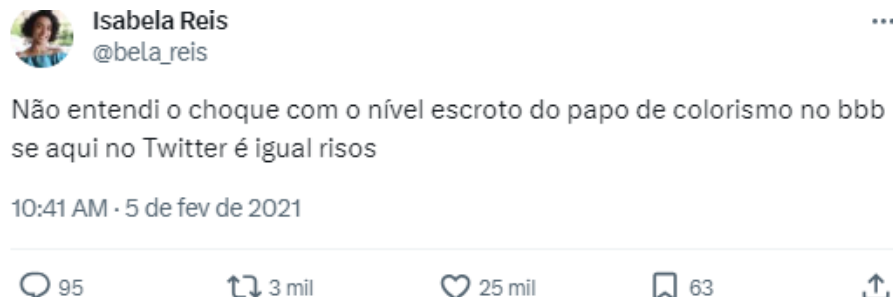 Isabela Reis
@bela_reis
Não entendi o choque com o nível escroto do papo de colorismo no bbb
se aqui no Twitter é igual risos
10:41 AM · 5 de fev de 2021
95 3 mil 25 mil 63